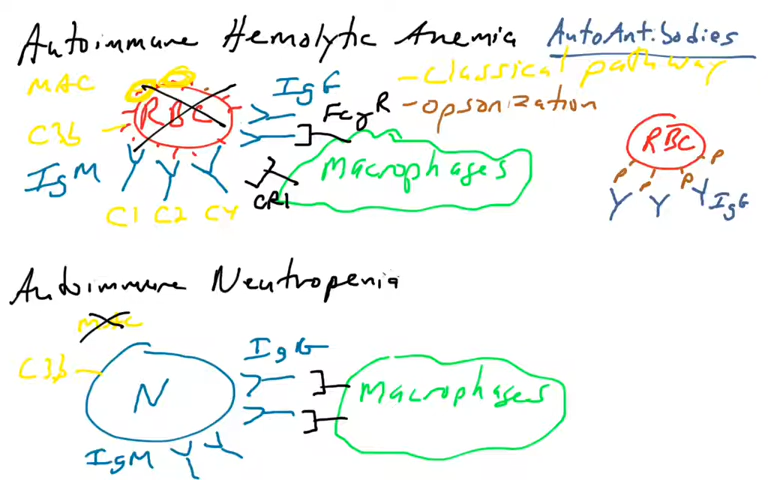 Autoimmune Hemolytic Anemia AutoAntibodies
MAC IgG - classical pathway
RBC FcγR - opsonization
C3b RBC
IgM Macrophages P P P P
CR1 IgG
C1 C2 C4
Autoimmune Neutropenia
MAC
IgG
C3b N Macrophages
IgM